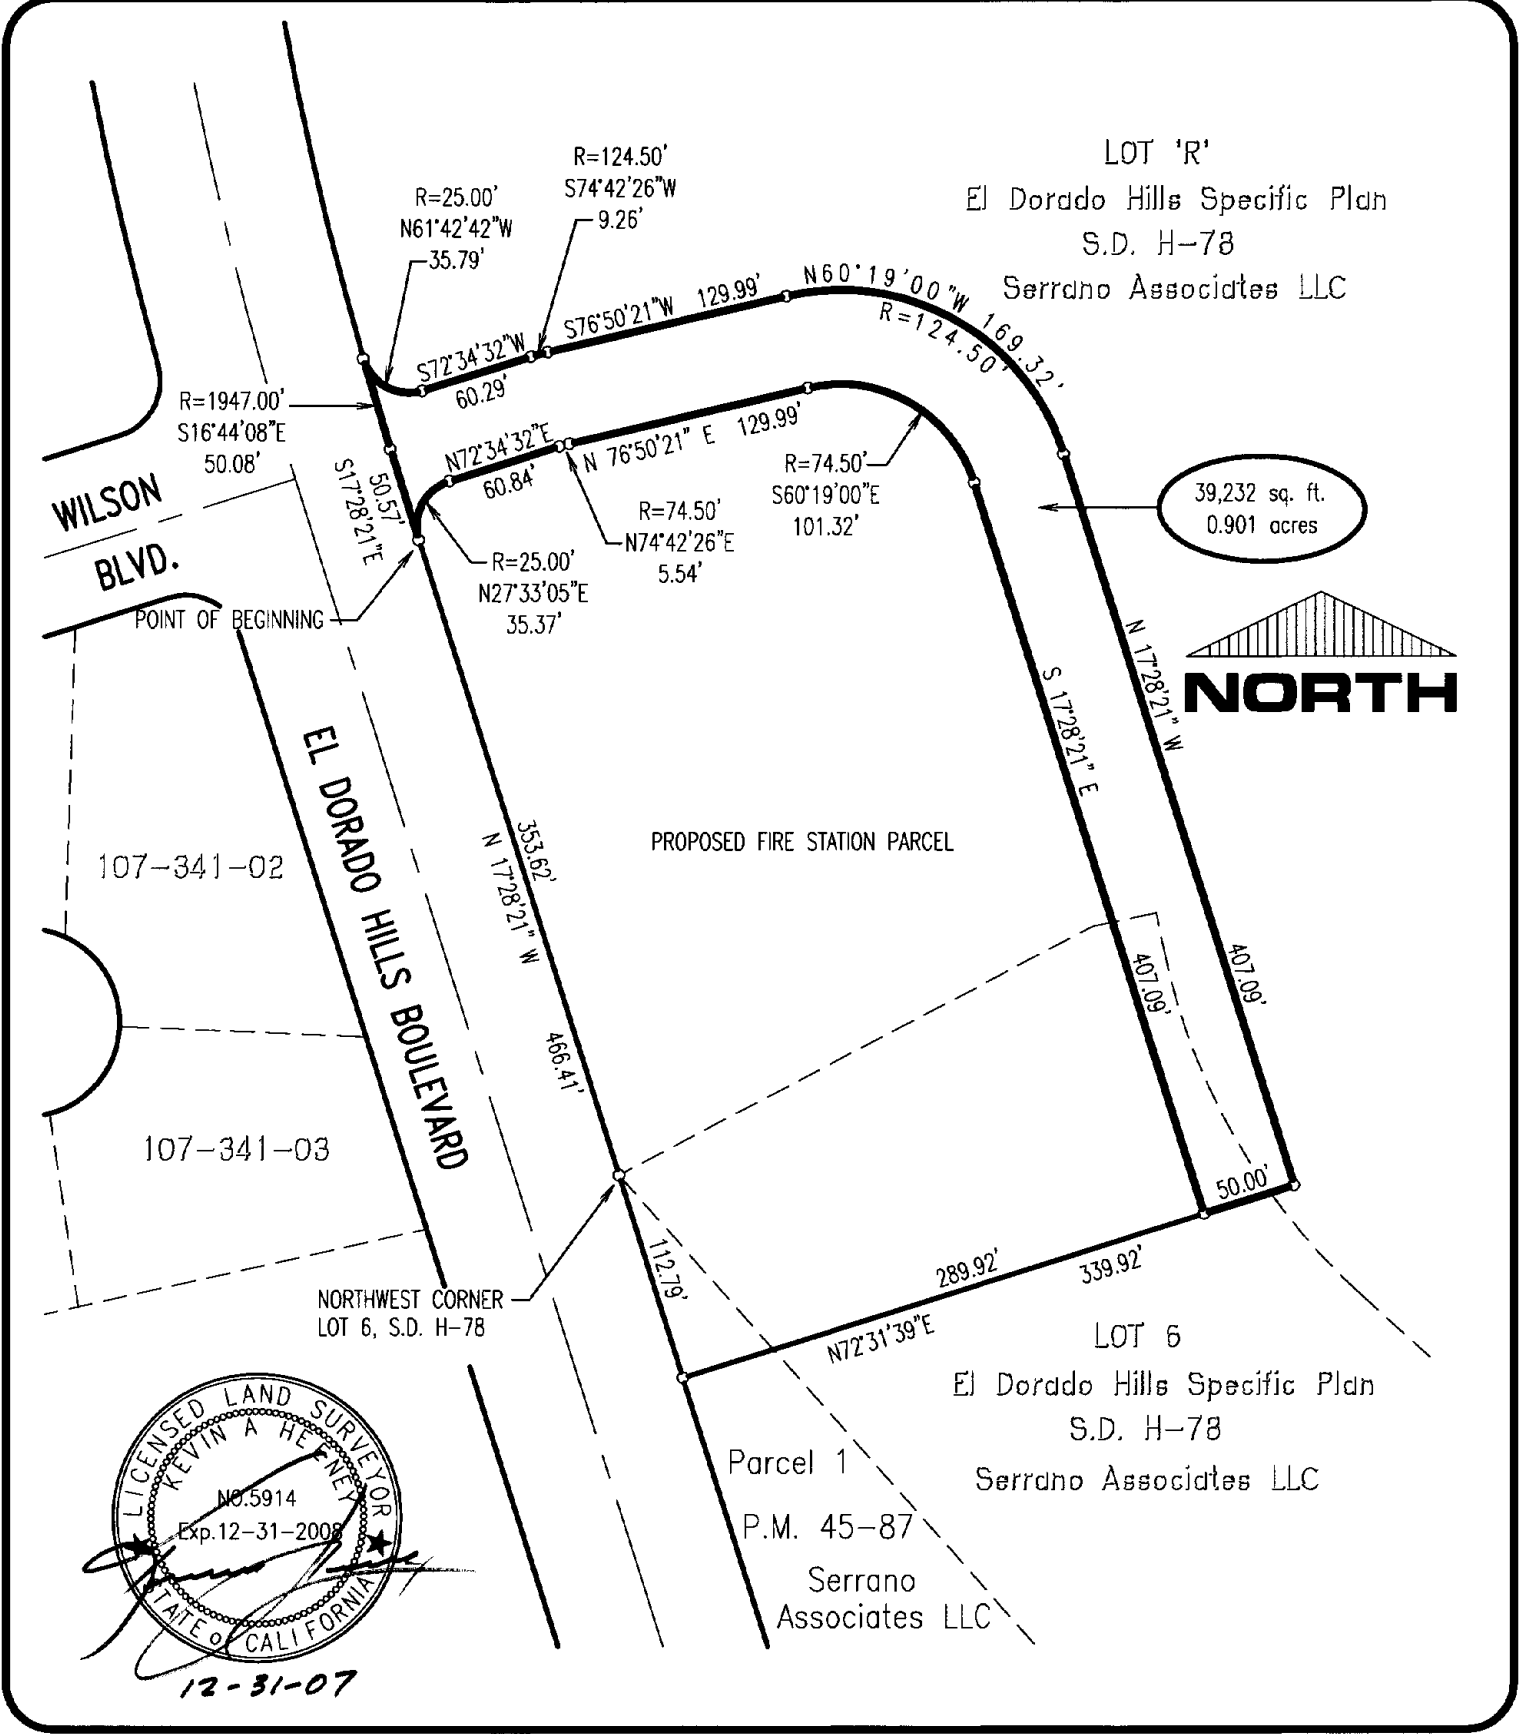 LOT 'R'
El Dorado Hills Specific Plan
S.D. H-78
Serrano Associates LLC
R=124.50'
S74°42'26"W
9.26'
R=25.00'
N61°42'42"W
35.79'
N60°19'00"W 169.32'
R=124.50'
S76°50'21"W 129.99'
S72°34'32"W
60.29'
R=1947.00'
S16°44'08"E
50.08'
50.57'
S17°28'21"E
N72°34'32"E
60.84'
N 76°50'21" E 129.99'
R=74.50'
S60°19'00"E
101.32'
R=74.50'
N74°42'26"E
5.54'
R=25.00'
N27°33'05"E
35.37'
39,232 sq. ft.
0.901 acres
WILSON
BLVD.
POINT OF BEGINNING
NORTH
N 17°28'21" W
407.09'
S 17°28'21" E
407.09'
EL DORADO HILLS BOULEVARD
353.62'
N 17°28'21" W
466.41'
PROPOSED FIRE STATION PARCEL
107-341-02
107-341-03
50.00'
112.79'
289.92'
339.92'
N72°31'39"E
NORTHWEST CORNER
LOT 6, S.D. H-78
LOT 6
El Dorado Hills Specific Plan
S.D. H-78
Serrano Associates LLC
Parcel 1
P.M. 45-87
Serrano
Associates LLC
LICENSED LAND SURVEYOR
KEVIN A HEENEY
NO.5914
Exp.12-31-2008
STATE of CALIFORNIA
12-31-07